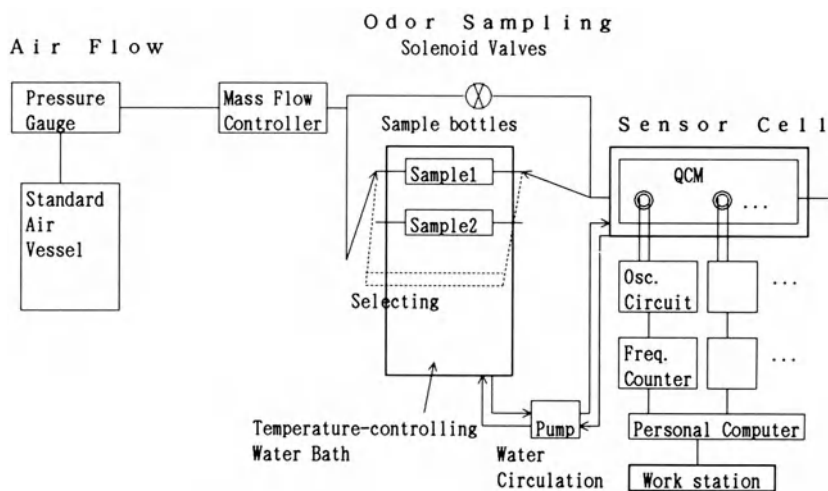 Odor Sampling
Solenoid Valves
Air Flow
Pressure
Gauge
Mass Flow
Controller
Sample bottles
Sensor Cell
Standard
Air
Vessel
Sample1
Sample2
Selecting
QCM
...
Osc.
Circuit
...
Freq.
Counter
...
Temperature-controlling
Water Bath
Pump
Water
Circulation
Personal Computer
Work station